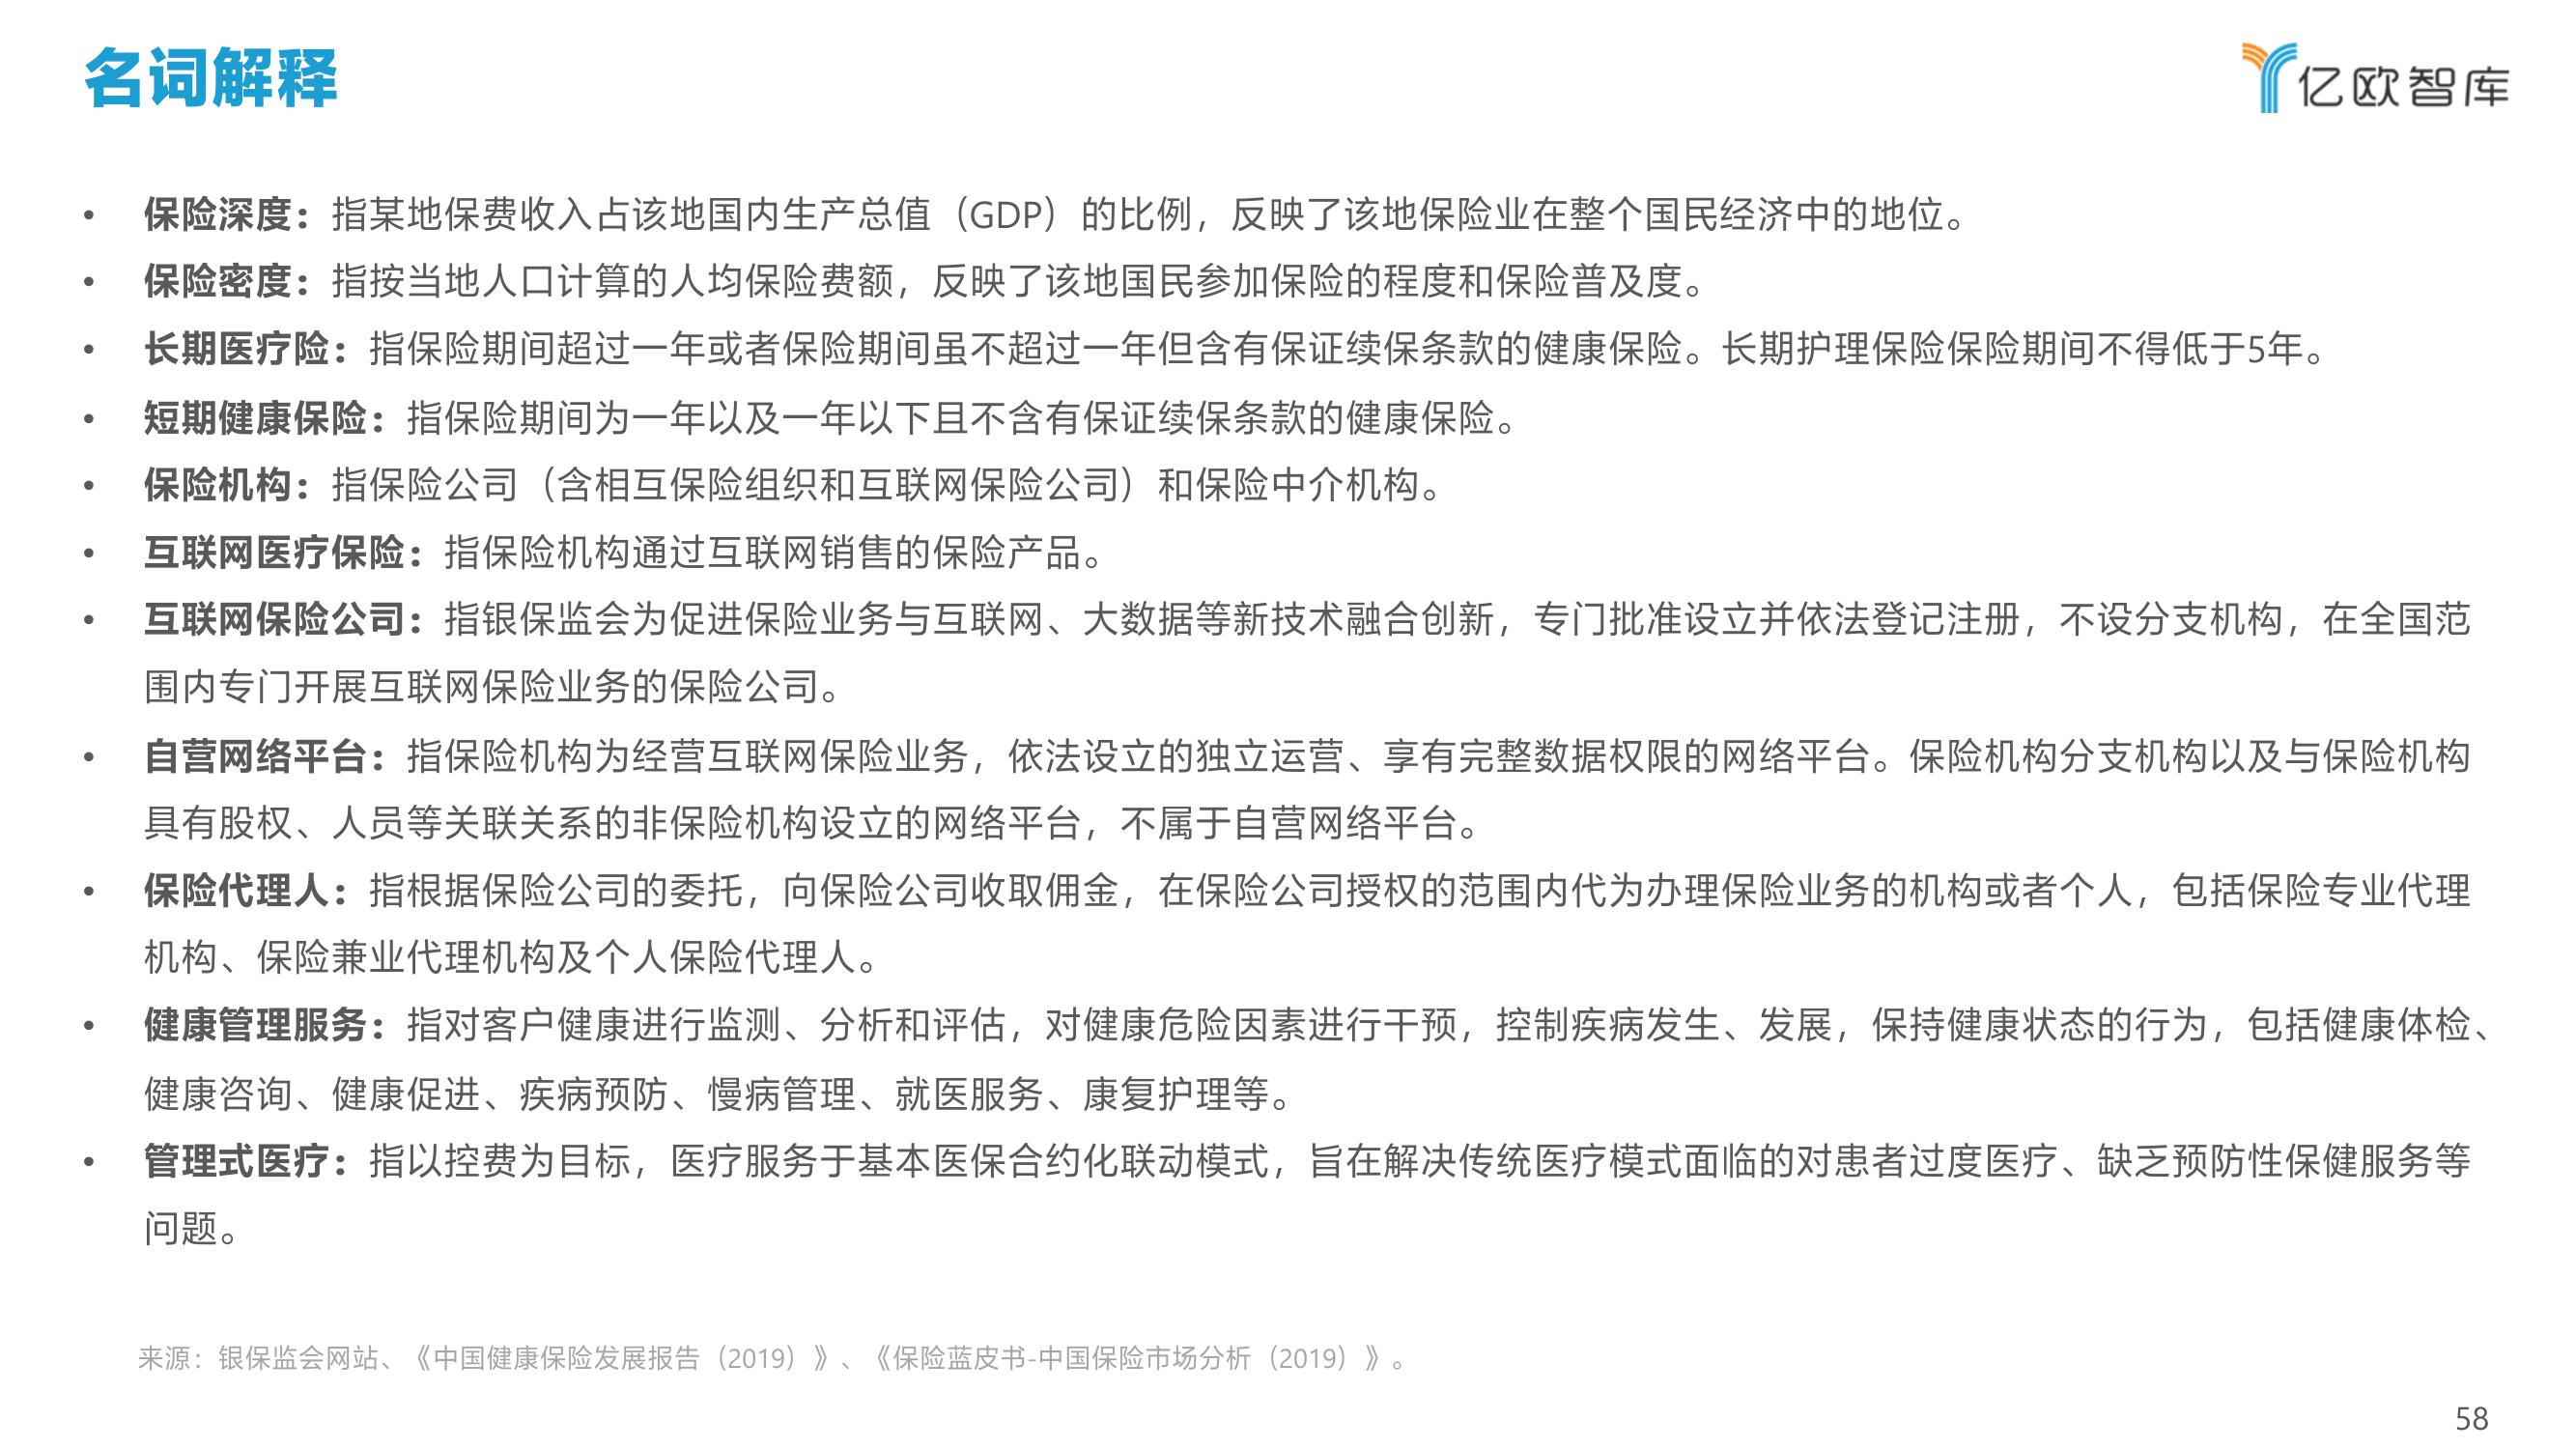 名词解释
亿欧智库
• 保险深度：指某地保费收入占该地国内生产总值（GDP）的比例，反映了该地保险业在整个国民经济中的地位。
• 保险密度：指按当地人口计算的人均保险费额，反映了该地国民参加保险的程度和保险普及度。
• 长期医疗险：指保险期间超过一年或者保险期间虽不超过一年但含有保证续保条款的健康保险。长期护理保险保险期间不得低于5年。
• 短期健康保险：指保险期间为一年以及一年以下且不含有保证续保条款的健康保险。
• 保险机构：指保险公司（含相互保险组织和互联网保险公司）和保险中介机构。
• 互联网医疗保险：指保险机构通过互联网销售的保险产品。
• 互联网保险公司：指银保监会为促进保险业务与互联网、大数据等新技术融合创新，专门批准设立并依法登记注册，不设分支机构，在全国范
围内专门开展互联网保险业务的保险公司。
• 自营网络平台：指保险机构为经营互联网保险业务，依法设立的独立运营、享有完整数据权限的网络平台。保险机构分支机构以及与保险机构
具有股权、人员等关联关系的非保险机构设立的网络平台，不属于自营网络平台。
• 保险代理人：指根据保险公司的委托，向保险公司收取佣金，在保险公司授权的范围内代为办理保险业务的机构或者个人，包括保险专业代理
机构、保险兼业代理机构及个人保险代理人。
• 健康管理服务：指对客户健康进行监测、分析和评估，对健康危险因素进行干预，控制疾病发生、发展，保持健康状态的行为，包括健康体检、
健康咨询、健康促进、疾病预防、慢病管理、就医服务、康复护理等。
• 管理式医疗：指以控费为目标，医疗服务于基本医保合约化联动模式，旨在解决传统医疗模式面临的对患者过度医疗、缺乏预防性保健服务等
问题。
来源：银保监会网站、《中国健康保险发展报告（2019）》、《保险蓝皮书-中国保险市场分析（2019）》。
58